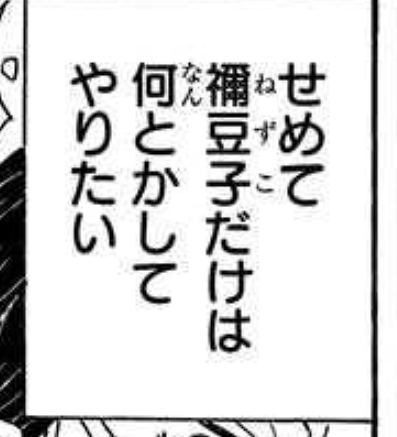 せめて
禰豆子だけは
何とかして
やりたい